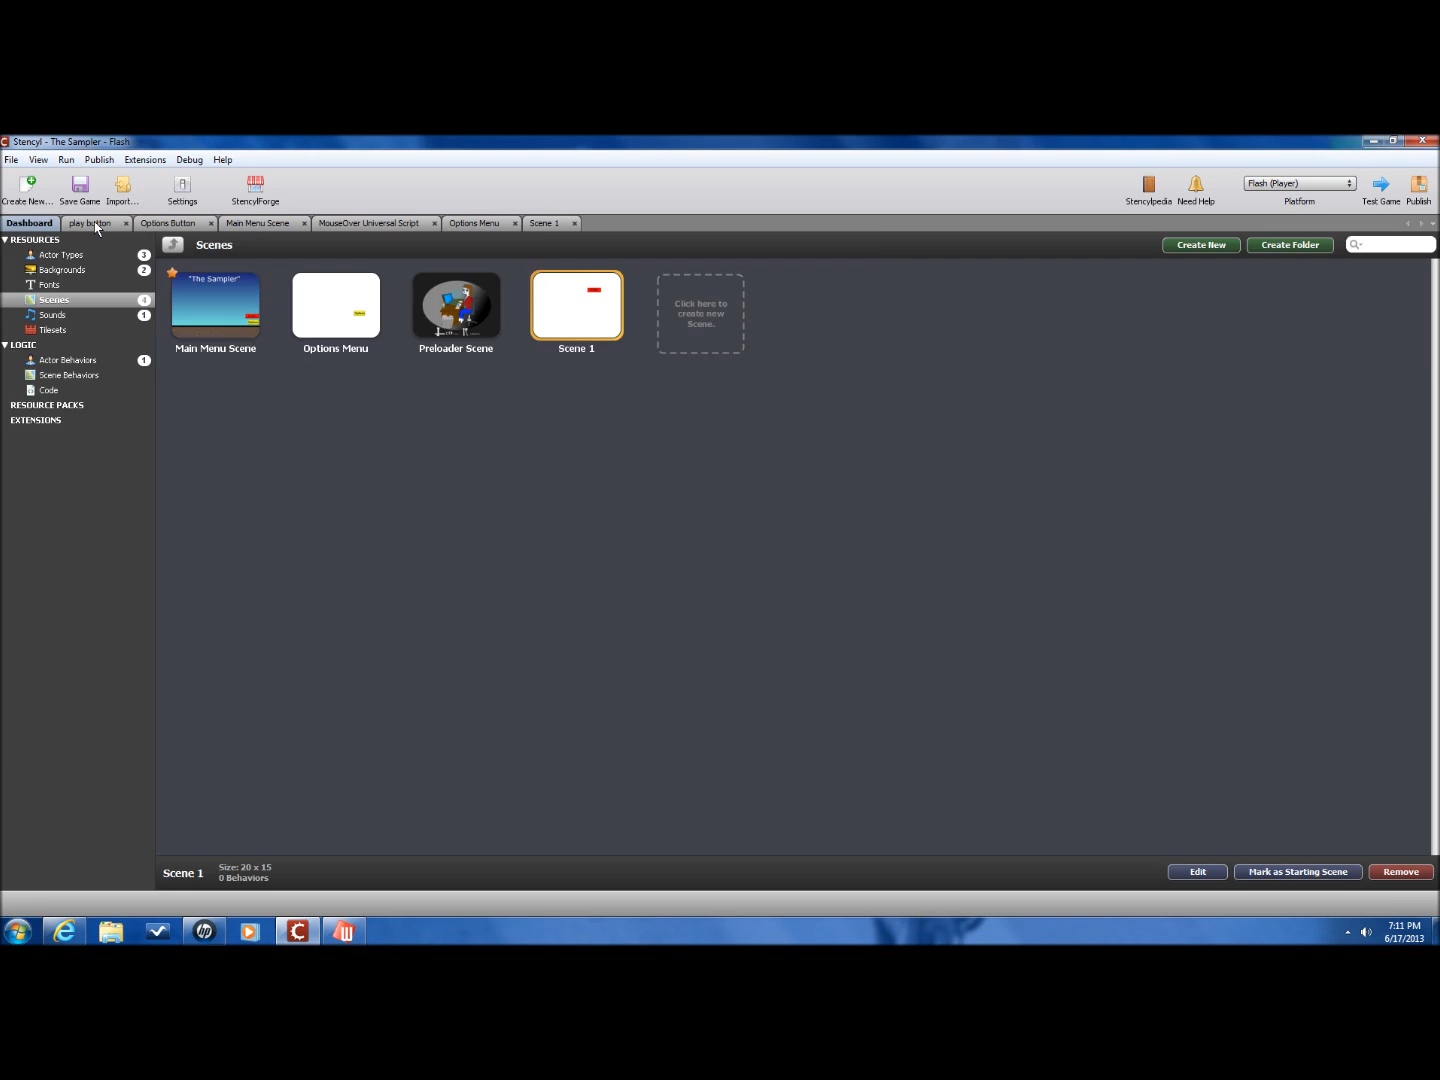 Stencyl - The Sampler - Flash
File View Run Publish Extensions Debug Help
Create New... Save Game Import... Settings StencylForge Stencylpedia Need Help Flash (Player) Platform Test Game Publish
Dashboard play button Options Button Main Menu Scene MouseOver Universal Script Options Menu Scene 1
RESOURCES
Actor Types 3
Backgrounds 2
Fonts
Scenes 4
Sounds 1
Tilesets
LOGIC
Actor Behaviors 1
Scene Behaviors
Code
RESOURCE PACKS
EXTENSIONS
Scenes Create New Create Folder
"The Sampler"
Click here to
create new
Scene.
Main Menu Scene Options Menu Preloader Scene Scene 1
Scene 1
Size: 20 x 15
0 Behaviors
Edit Mark as Starting Scene Remove
hp
7:11 PM
6/17/2013